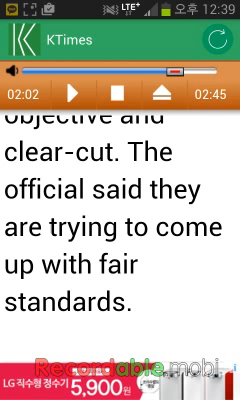 LTE
오후 12:39
KTimes
02:02
02:45
objective and
clear-cut. The
official said they
are trying to come
up with fair
standards.
Recordable.mobi
LG 직수형 정수기 5,900원